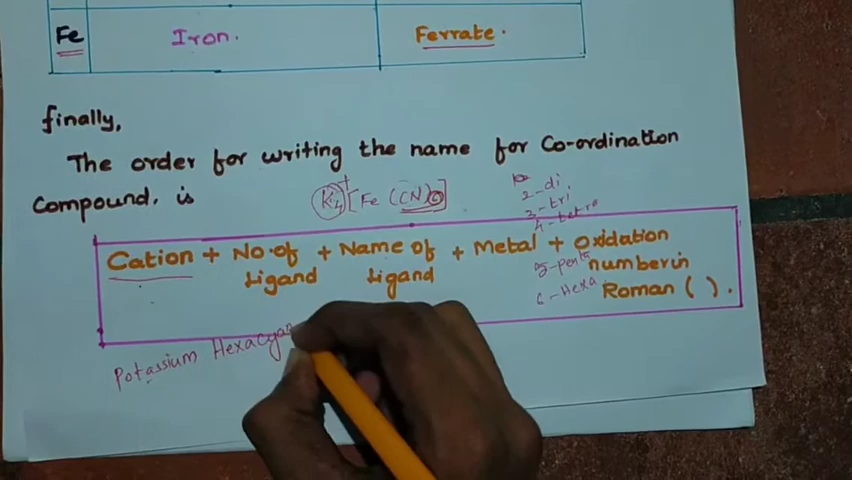 Fe Iron. Ferrate.
finally,
The order for writing the name for Co-ordination
Compound. is
K4+ [Fe (CN)6]
2-di
3-tri
4-tetra
5-penta
6-Hexa
Cation + No.of Ligand + Name of Ligand + Metal + Oxidation number in Roman ( ).
Potassium Hexacyan